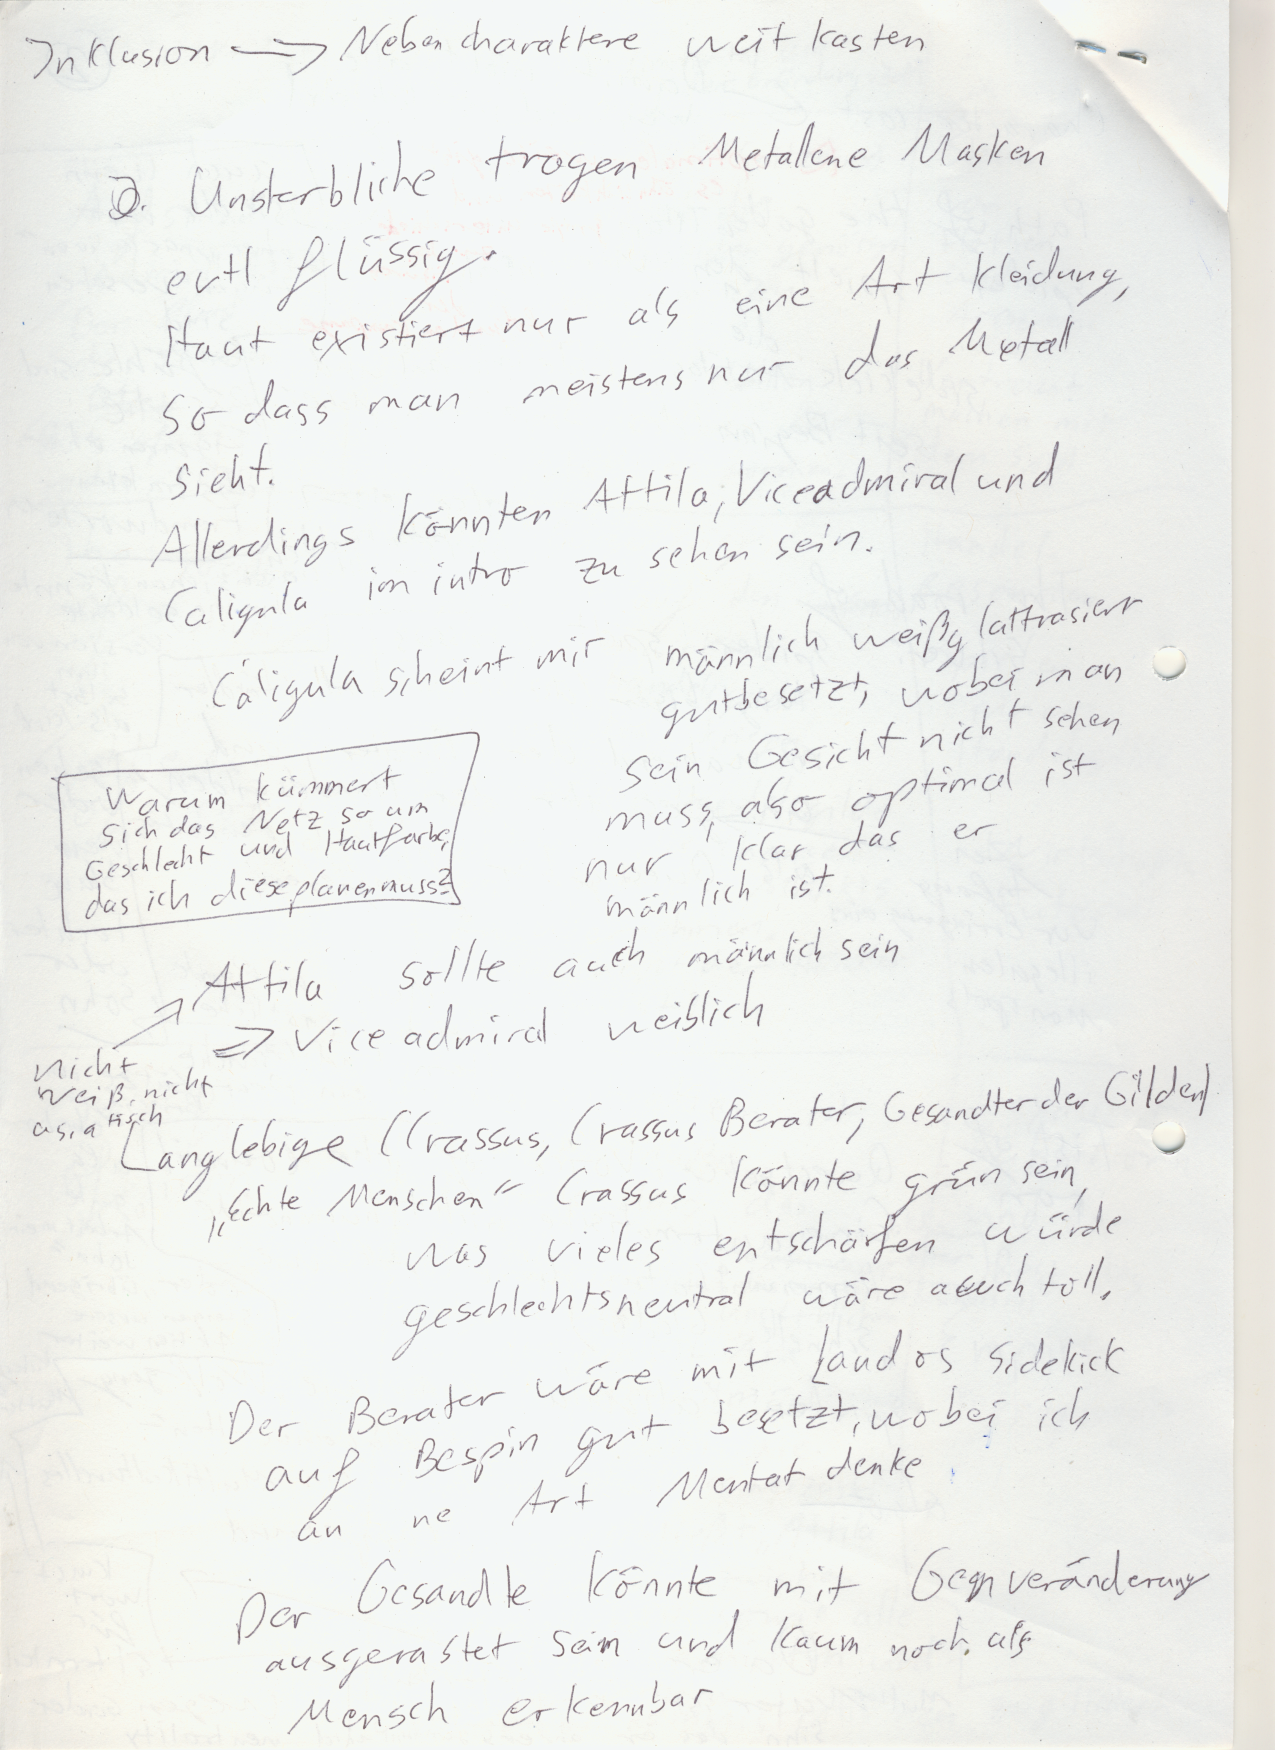 Inklusion → Nebencharaktere weit kasten
Unsterbliche tragen Metallene Masken
evtl flüssig.
Haut existiert nur als eine Art Kleidung,
so dass man meistens nur das Metall
sieht.
Allerdings könnten Attila, Viceadmiral und
Caligula im intro zu sehen sein.
Caligula scheint mir männlich weiß glattrasiert
gutbesetzt, wobei man
sein Gesicht nicht sehen
muss, also optimal ist
nur klar das er
männlich ist.
Warum kümmert
sich das Netz so um
Geschlecht und Hautfarbe,
das ich diese planen muss?
Attila sollte auch männlich sein
⇒ Viceadmiral weiblich
nicht
weiß, nicht
asiatisch
Langlebige (Crassus, Crassus Berater, Gesandter der Gilden)
"Echte Menschen" Crassus könnte grün sein,
was vieles entschärfen würde
geschlechtsneutral wäre auch toll.
Der Berater wäre mit Landos Sidekick
auf Bespin gut besetzt, wobei ich
an ne Art Mentat denke
Der Gesandte könnte mit Genveränderung
ausgerastet sein und kaum noch als
Mensch erkennbar